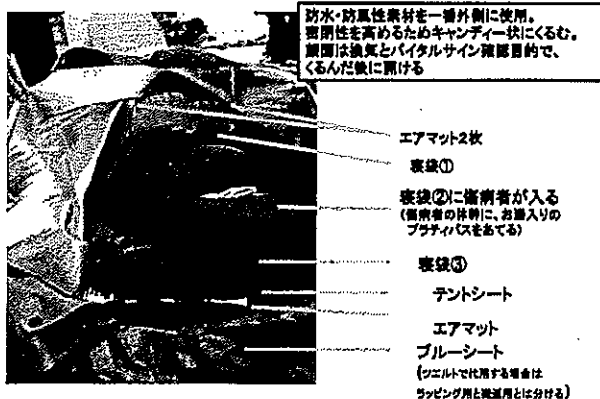 防水・防風性素材を一番外側に使用。
密閉性を高めるためキャンディー状にくるむ。
顔面は換気とバイタルサイン確認目的で、
くるんだ後に開ける
エアマット2枚
寝袋①
寝袋②に傷病者が入る
(傷病者の体幹に、お湯入りの
プラティパスをあてる)
寝袋③
テントシート
エアマット
ブルーシート
(ツエルトで代用する場合は
ラッピング用と搬送用とは分ける)